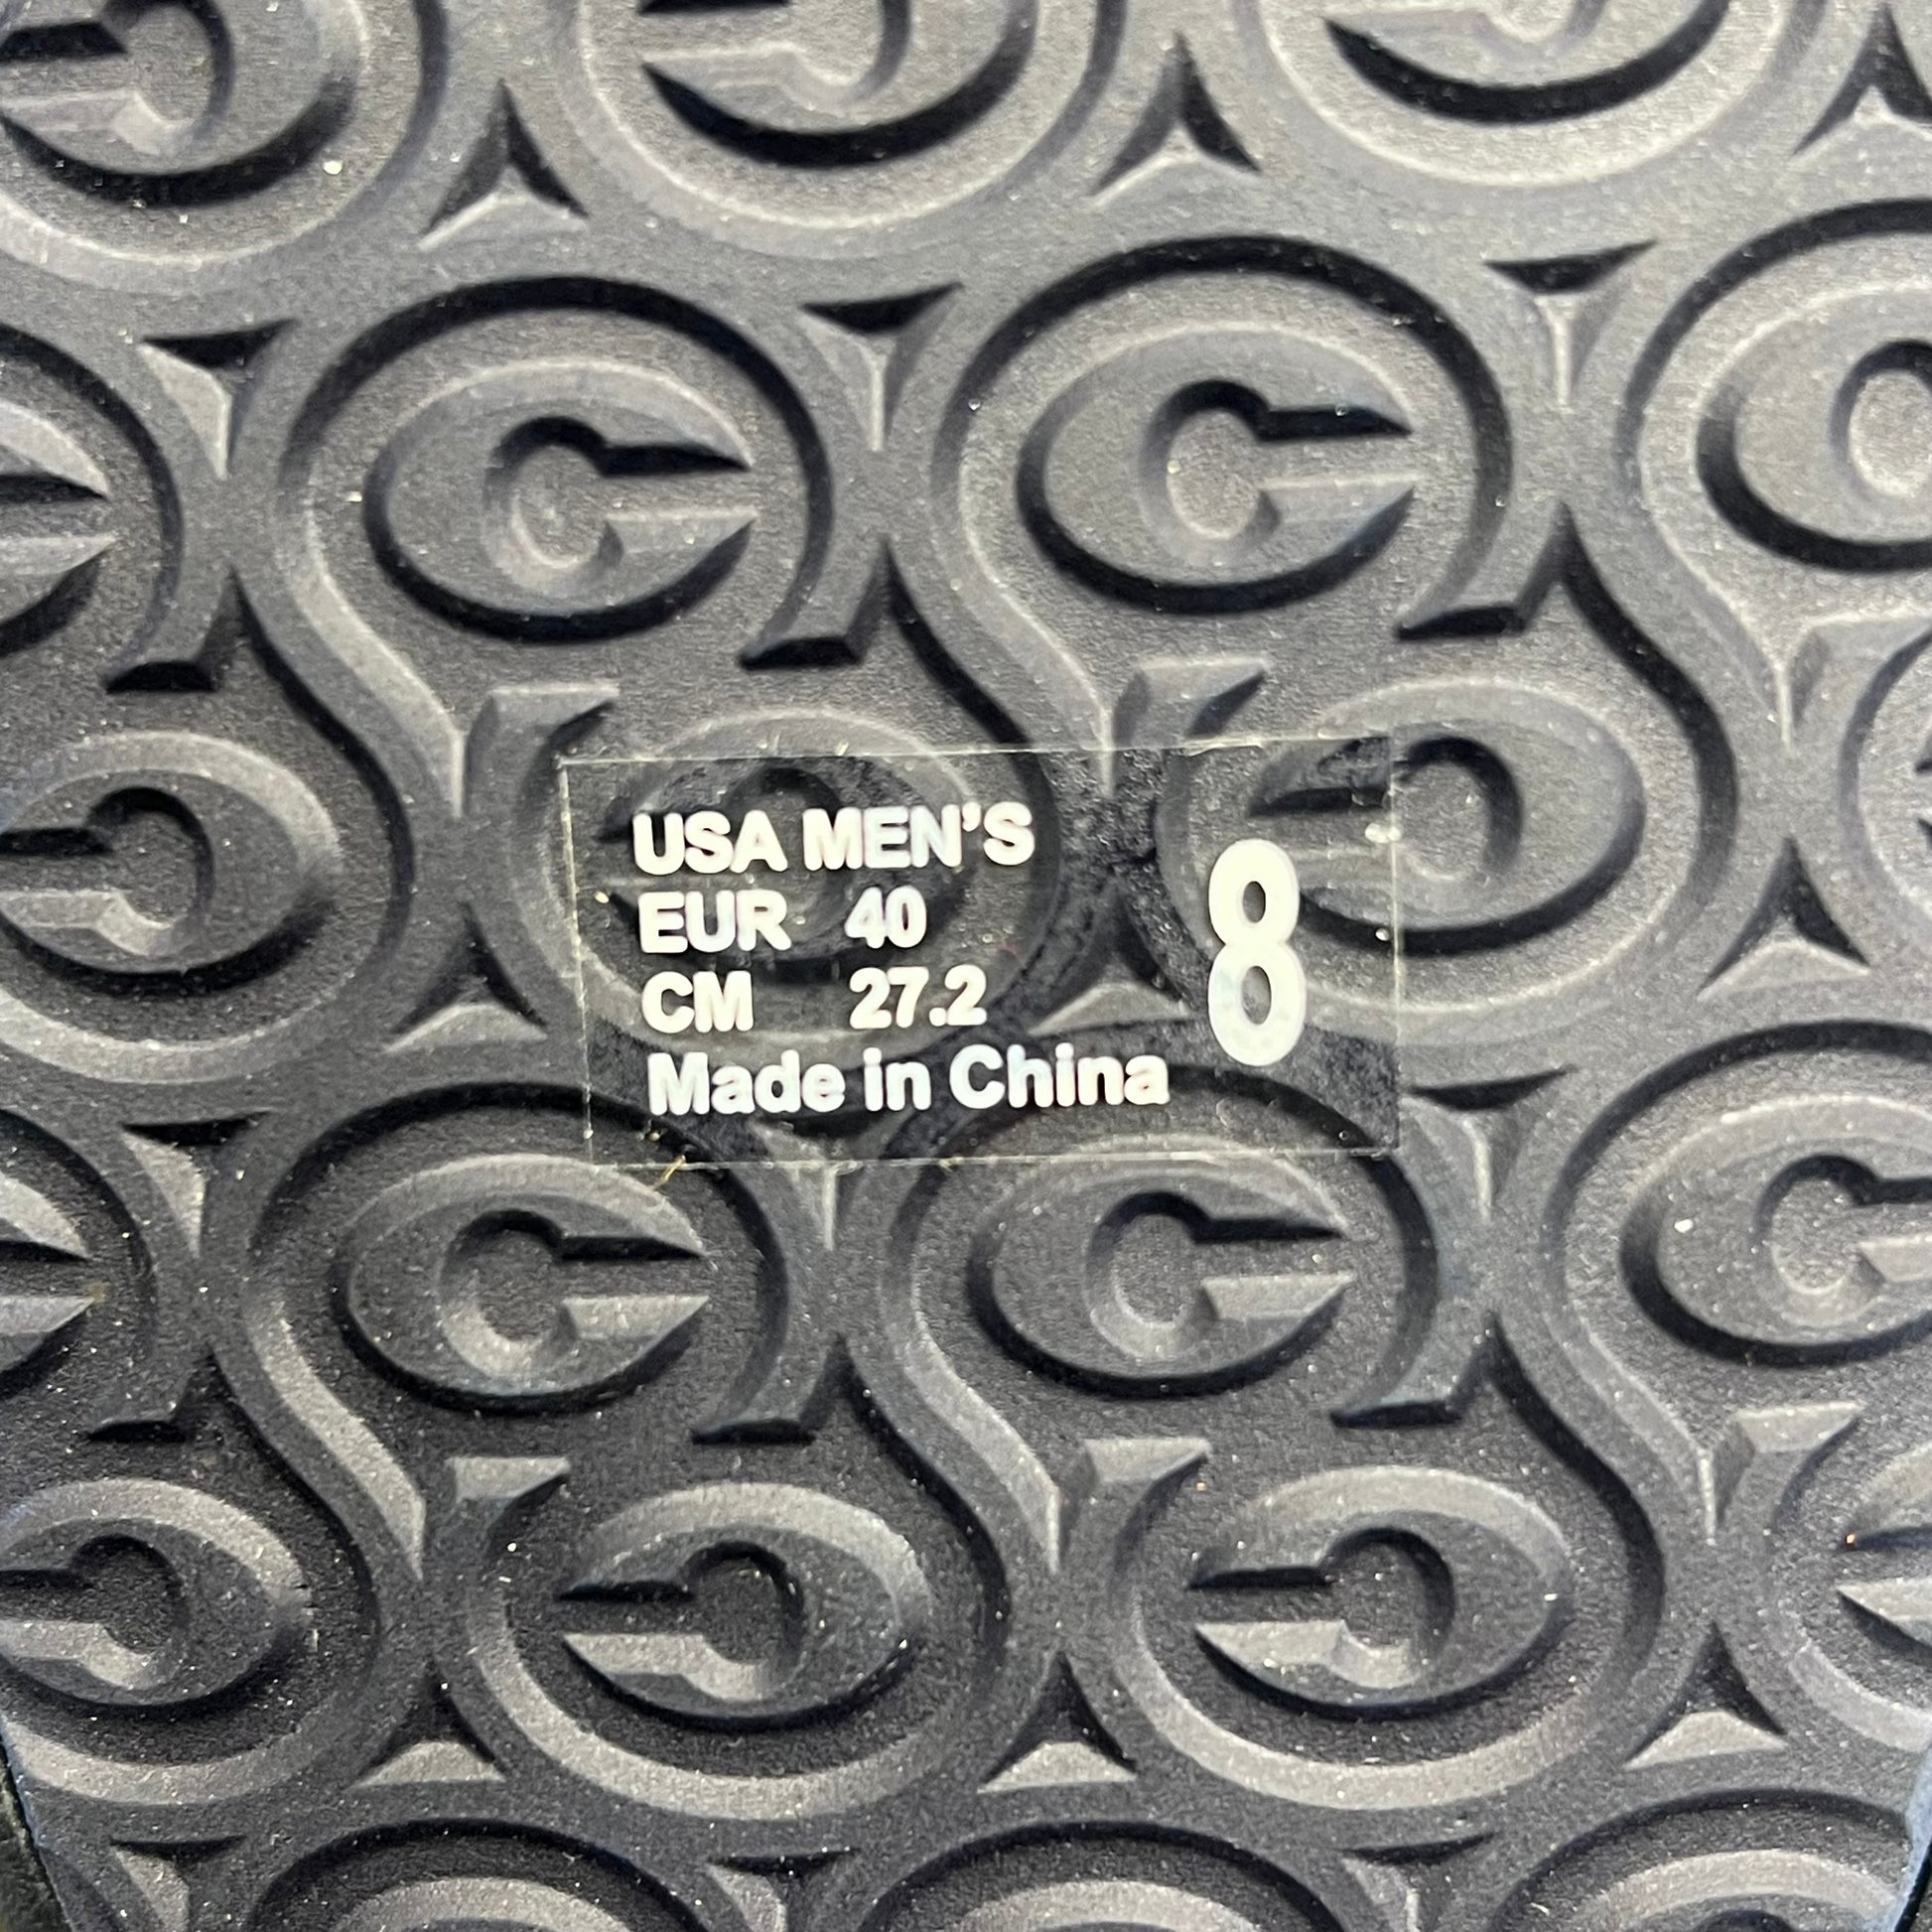 USA MEN'S
EUR 40
CM 27.2
Made in China
8